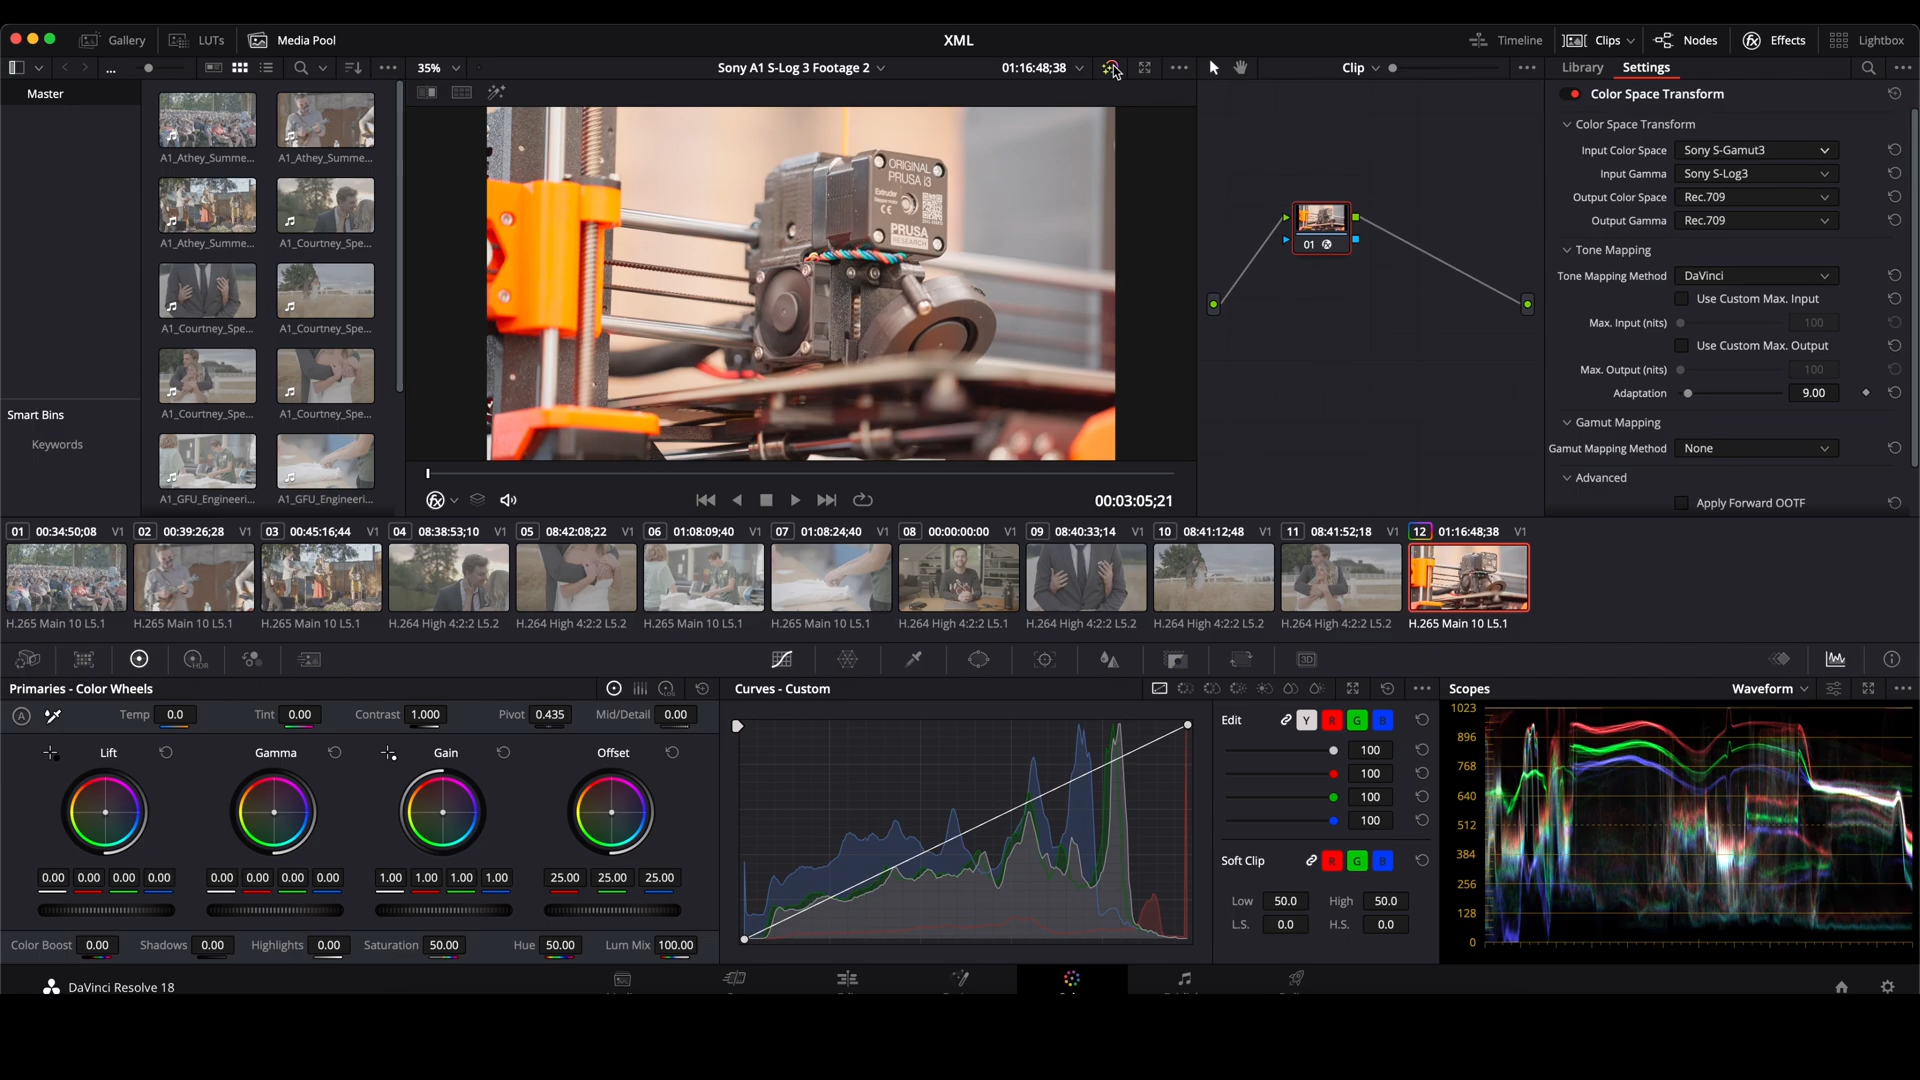 Gallery
LUTs
Media Pool
XML
Timeline
Clips
Nodes
Effects
Lightbox
...
35%
Sony A1 S-Log 3 Footage 2
01:16:48;38
Clip
Library
Settings
Master
A1_Athey_Summe...
A1_Athey_Summe...
A1_Athey_Summe...
A1_Courtney_Spe...
A1_Courtney_Spe...
A1_Courtney_Spe...
A1_Courtney_Spe...
A1_Courtney_Spe...
A1_GFU_Engineeri...
A1_GFU_Engineeri...
Smart Bins
Keywords
ORIGINAL
PRUSA i3
Extruder
CE
PRUSA
RESEARCH
00:03:05;21
01
Color Space Transform
Color Space Transform
Input Color Space Sony S-Gamut3
Input Gamma Sony S-Log3
Output Color Space Rec.709
Output Gamma Rec.709
Tone Mapping
Tone Mapping Method DaVinci
Use Custom Max. Input
Max. Input (nits) 100
Use Custom Max. Output
Max. Output (nits) 100
Adaptation 9.00
Gamut Mapping
Gamut Mapping Method None
Advanced
Apply Forward OOTF
01 00:34:50;08 V1
02 00:39:26;28 V1
03 00:45:16;44 V1
04 08:38:53;10 V1
05 08:42:08;22 V1
06 01:08:09;40 V1
07 01:08:24;40 V1
08 00:00:00:00 V1
09 08:40:33;14 V1
10 08:41:12;48 V1
11 08:41:52;18 V1
12 01:16:48;38 V1
H.265 Main 10 L5.1
H.265 Main 10 L5.1
H.265 Main 10 L5.1
H.264 High 4:2:2 L5.2
H.264 High 4:2:2 L5.2
H.265 Main 10 L5.1
H.265 Main 10 L5.1
H.264 High 4:2:2 L5.1
H.264 High 4:2:2 L5.2
H.264 High 4:2:2 L5.2
H.264 High 4:2:2 L5.2
H.265 Main 10 L5.1
HDR
3D
Primaries - Color Wheels
LOG
A
Temp 0.0
Tint 0.00
Contrast 1.000
Pivot 0.435
Mid/Detail 0.00
Lift
Gamma
Gain
Offset
0.00 0.00 0.00 0.00
0.00 0.00 0.00 0.00
1.00 1.00 1.00 1.00
25.00 25.00 25.00
Color Boost 0.00
Shadows 0.00
Highlights 0.00
Saturation 50.00
Hue 50.00
Lum Mix 100.00
Curves - Custom
Edit Y R G B
100
100
100
100
Soft Clip R G B
Low 50.0 High 50.0
L.S. 0.0 H.S. 0.0
Scopes
Waveform
1023
896
768
640
512
384
256
128
0
DaVinci Resolve 18